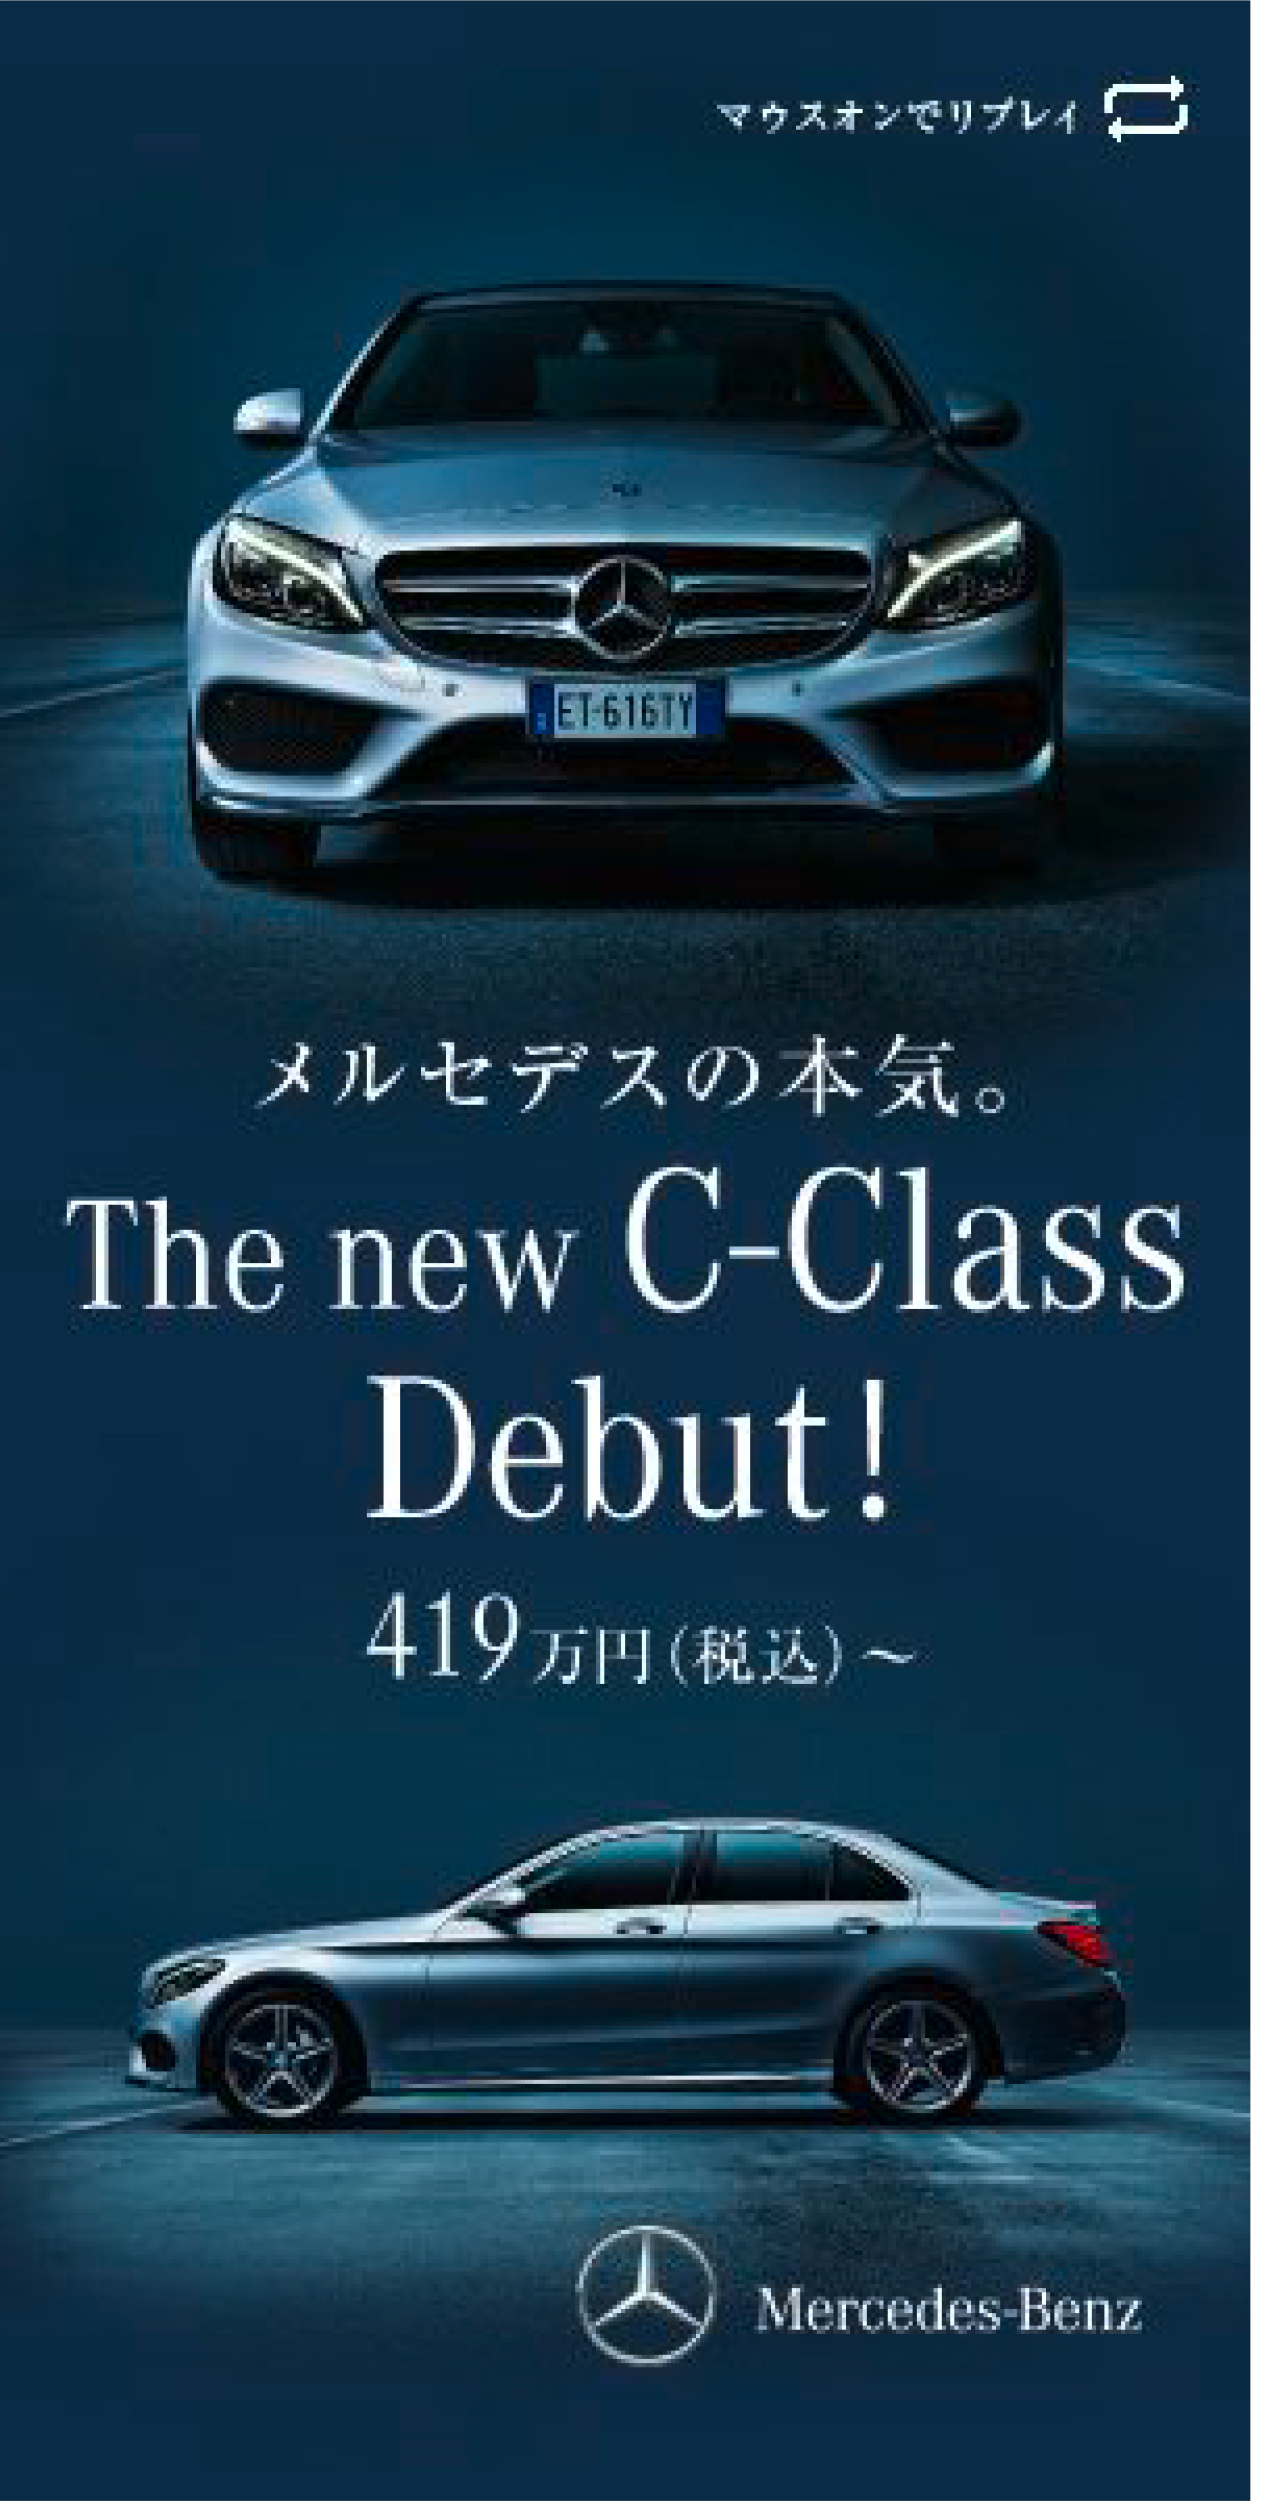 マウスオンでリプレイ
ET-616TY
メルセデスの本気。
The new C-Class
Debut!
419万円(税込)～
Mercedes-Benz